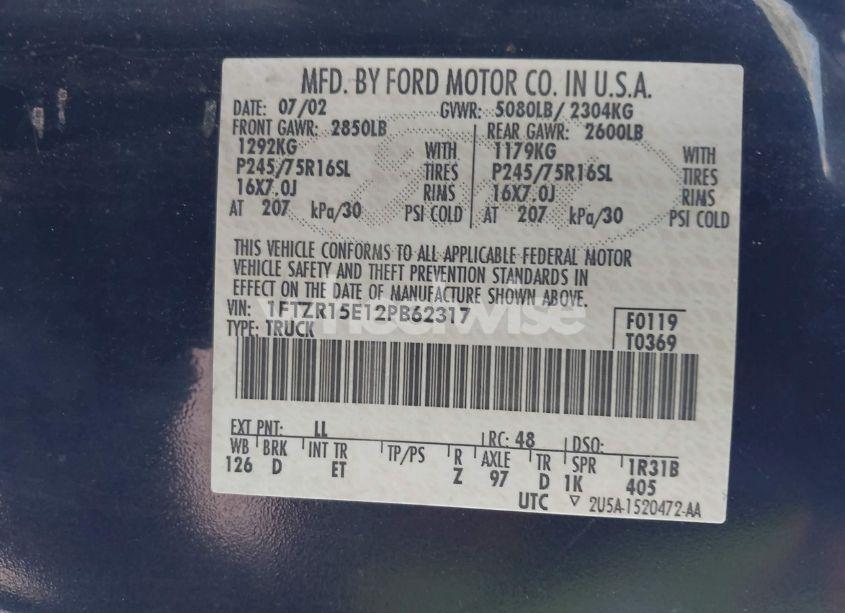 MFD. BY FORD MOTOR CO. IN U.S.A.
DATE: 07/02 GVWR: 5080LB/ 2304KG
FRONT GAWR: 2850LB REAR GAWR: 2600LB
1292KG WITH 1179KG WITH
P245/75R16SL TIRES P245/75R16SL TIRES
16X7.0J RIMS 16X7.0J RIMS
AT 207 kPa/30 PSI COLD AT 207 kPa/30 PSI COLD
THIS VEHICLE CONFORMS TO ALL APPLICABLE FEDERAL MOTOR
VEHICLE SAFETY AND THEFT PREVENTION STANDARDS IN
EFFECT ON THE DATE OF MANUFACTURE SHOWN ABOVE.
VIN: 1FTZR15E12PB62317 F0119
TYPE: TRUCK T0369
wheelwise
EXT PNT: LL RC: 48 DSO:
WB BRK INT TR TP/PS R AXLE TR SPR 1R31B
126 D ET Z 97 D 1K 405
UTC ▽ 2U5A-1520472-AA